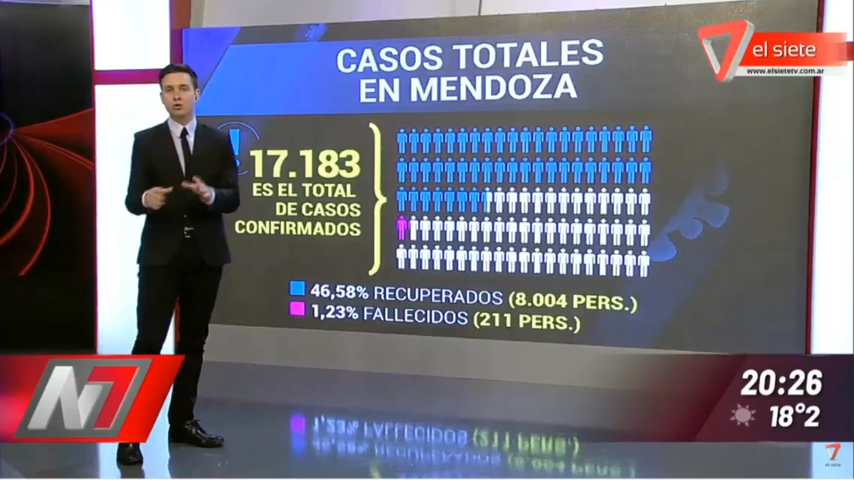 CASOS TOTALES
EN MENDOZA
7 el siete
www.elsietetv.com.ar
!
17.183
ES EL TOTAL
DE CASOS
CONFIRMADOS
46,58% RECUPERADOS (8.004 PERS.)
1,23% FALLECIDOS (211 PERS.)
N7
20:26
18°2